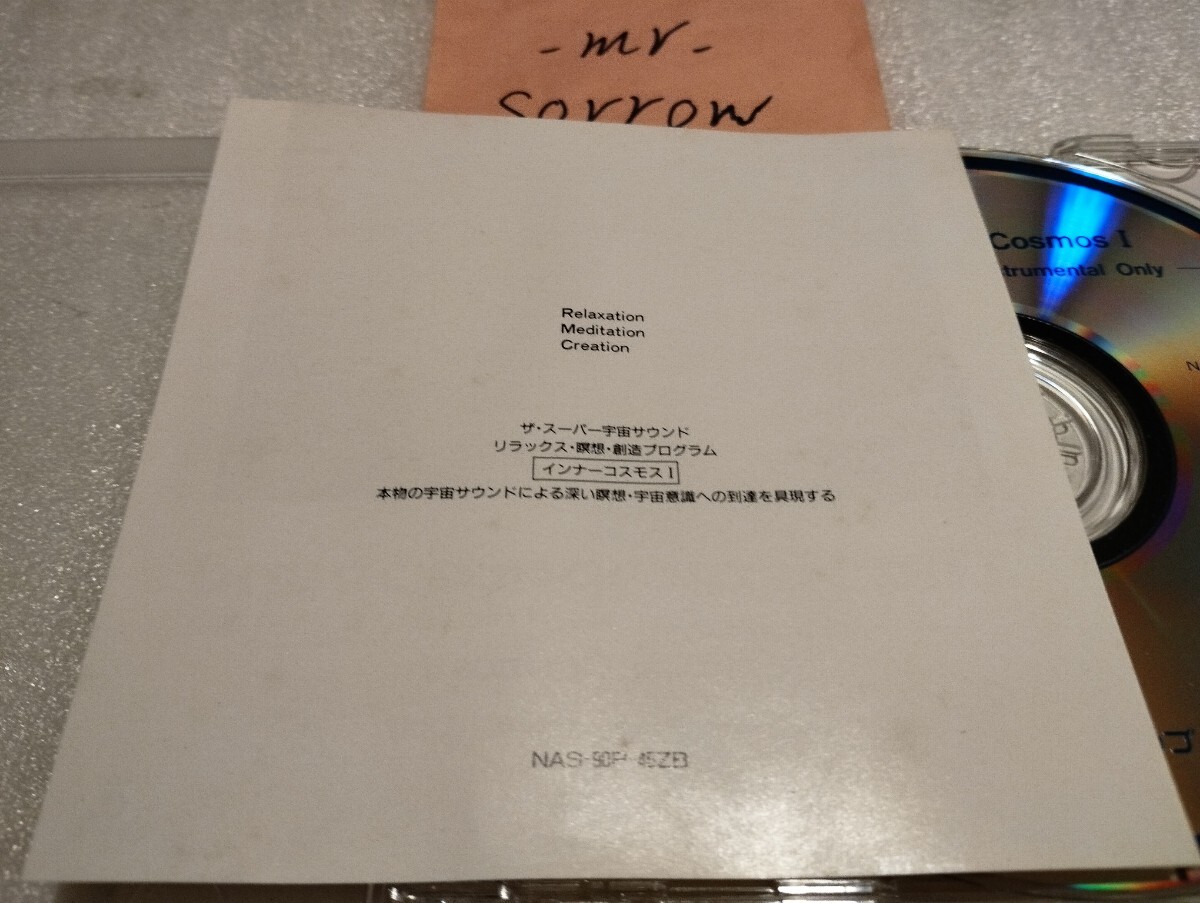 -mr-
sorrow
Cosmos I
trumental Only
Relaxation
Meditation
Creation
ザ・スーパー宇宙サウンド
リラックス・瞑想・創造プログラム
インナーコスモスI
本物の宇宙サウンドによる深い瞑想・宇宙意識への到達を具現する
NAS